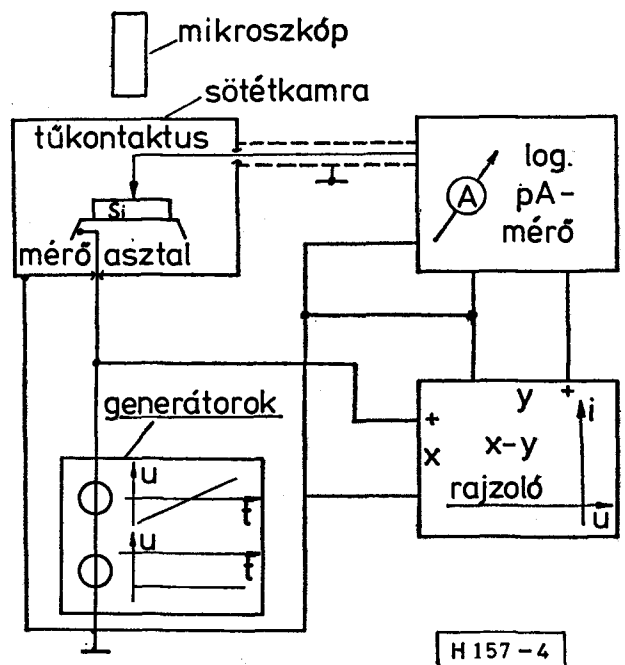 mikroszkóp
sötétkamra
tűkontaktus
Si
mérő asztal
log.
A
pA-
mérő
generátorok
u
t
u
t
y
+
i
+
x
x-y
rajzoló
u
H 157-4